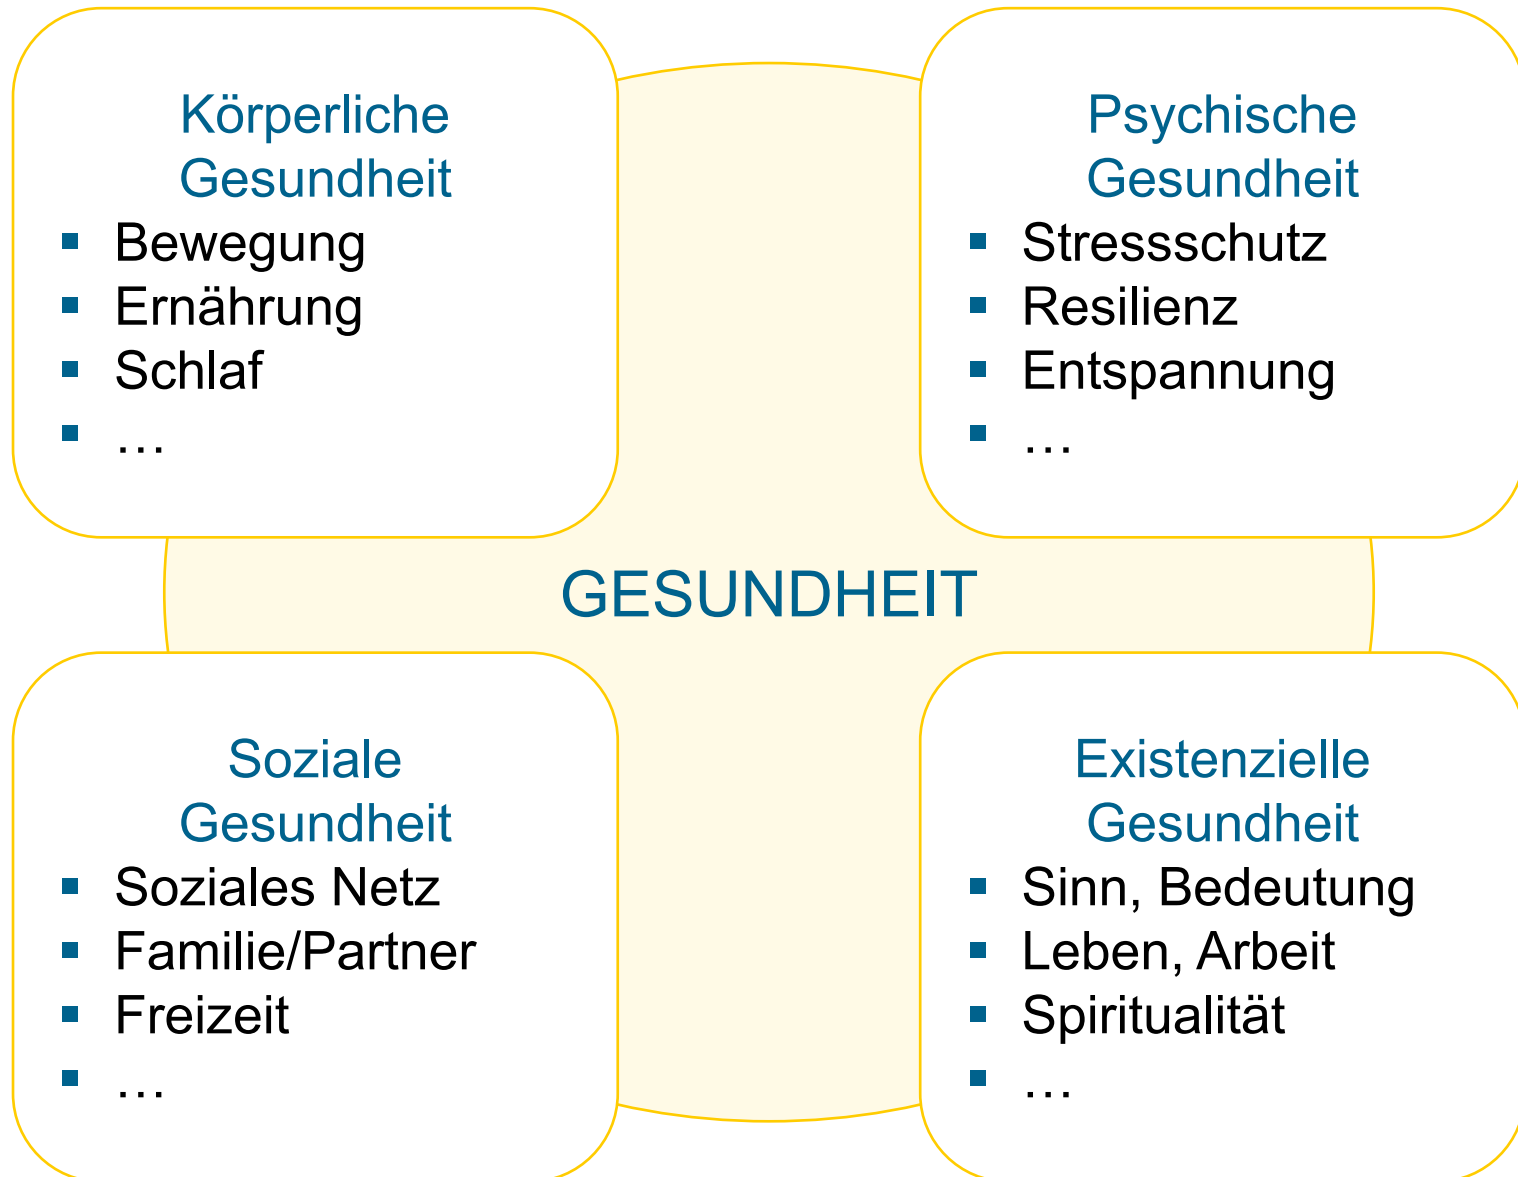 Körperliche
Gesundheit
▪ Bewegung
▪ Ernährung
▪ Schlaf
▪ …
Psychische
Gesundheit
▪ Stressschutz
▪ Resilienz
▪ Entspannung
▪ …
GESUNDHEIT
Soziale
Gesundheit
▪ Soziales Netz
▪ Familie/Partner
▪ Freizeit
▪ …
Existenzielle
Gesundheit
▪ Sinn, Bedeutung
▪ Leben, Arbeit
▪ Spiritualität
▪ …